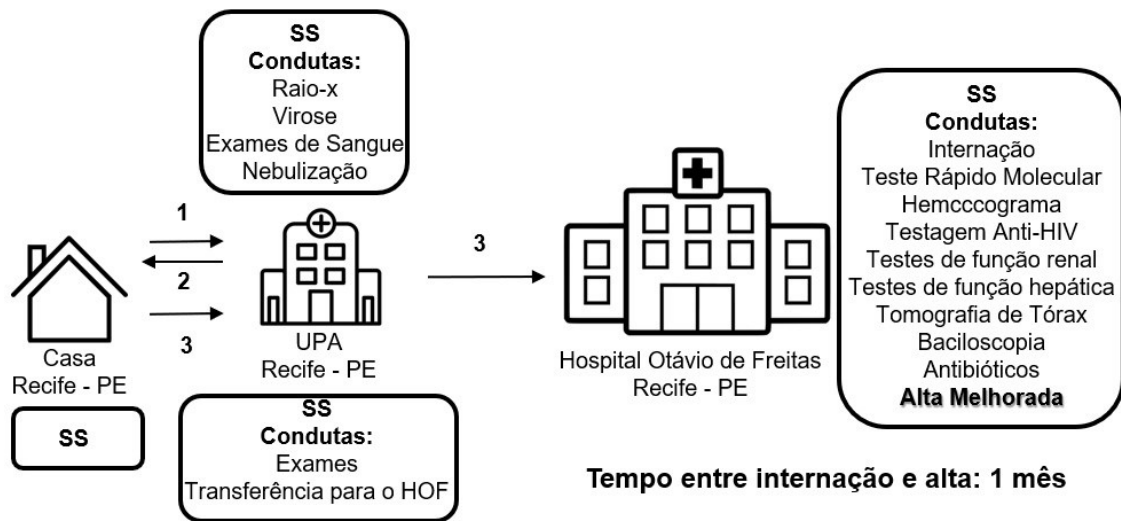 SS
Condutas:
Raio-x
Virose
Exames de Sangue
Nebulização
1
2
3
3
Casa
Recife - PE
SS
UPA
Recife - PE
SS
Condutas:
Exames
Transferência para o HOF
Hospital Otávio de Freitas
Recife - PE
SS
Condutas:
Internação
Teste Rápido Molecular
Hemcccograma
Testagem Anti-HIV
Testes de função renal
Testes de função hepática
Tomografia de Tórax
Baciloscopia
Antibióticos
Alta Melhorada
Tempo entre internação e alta: 1 mês